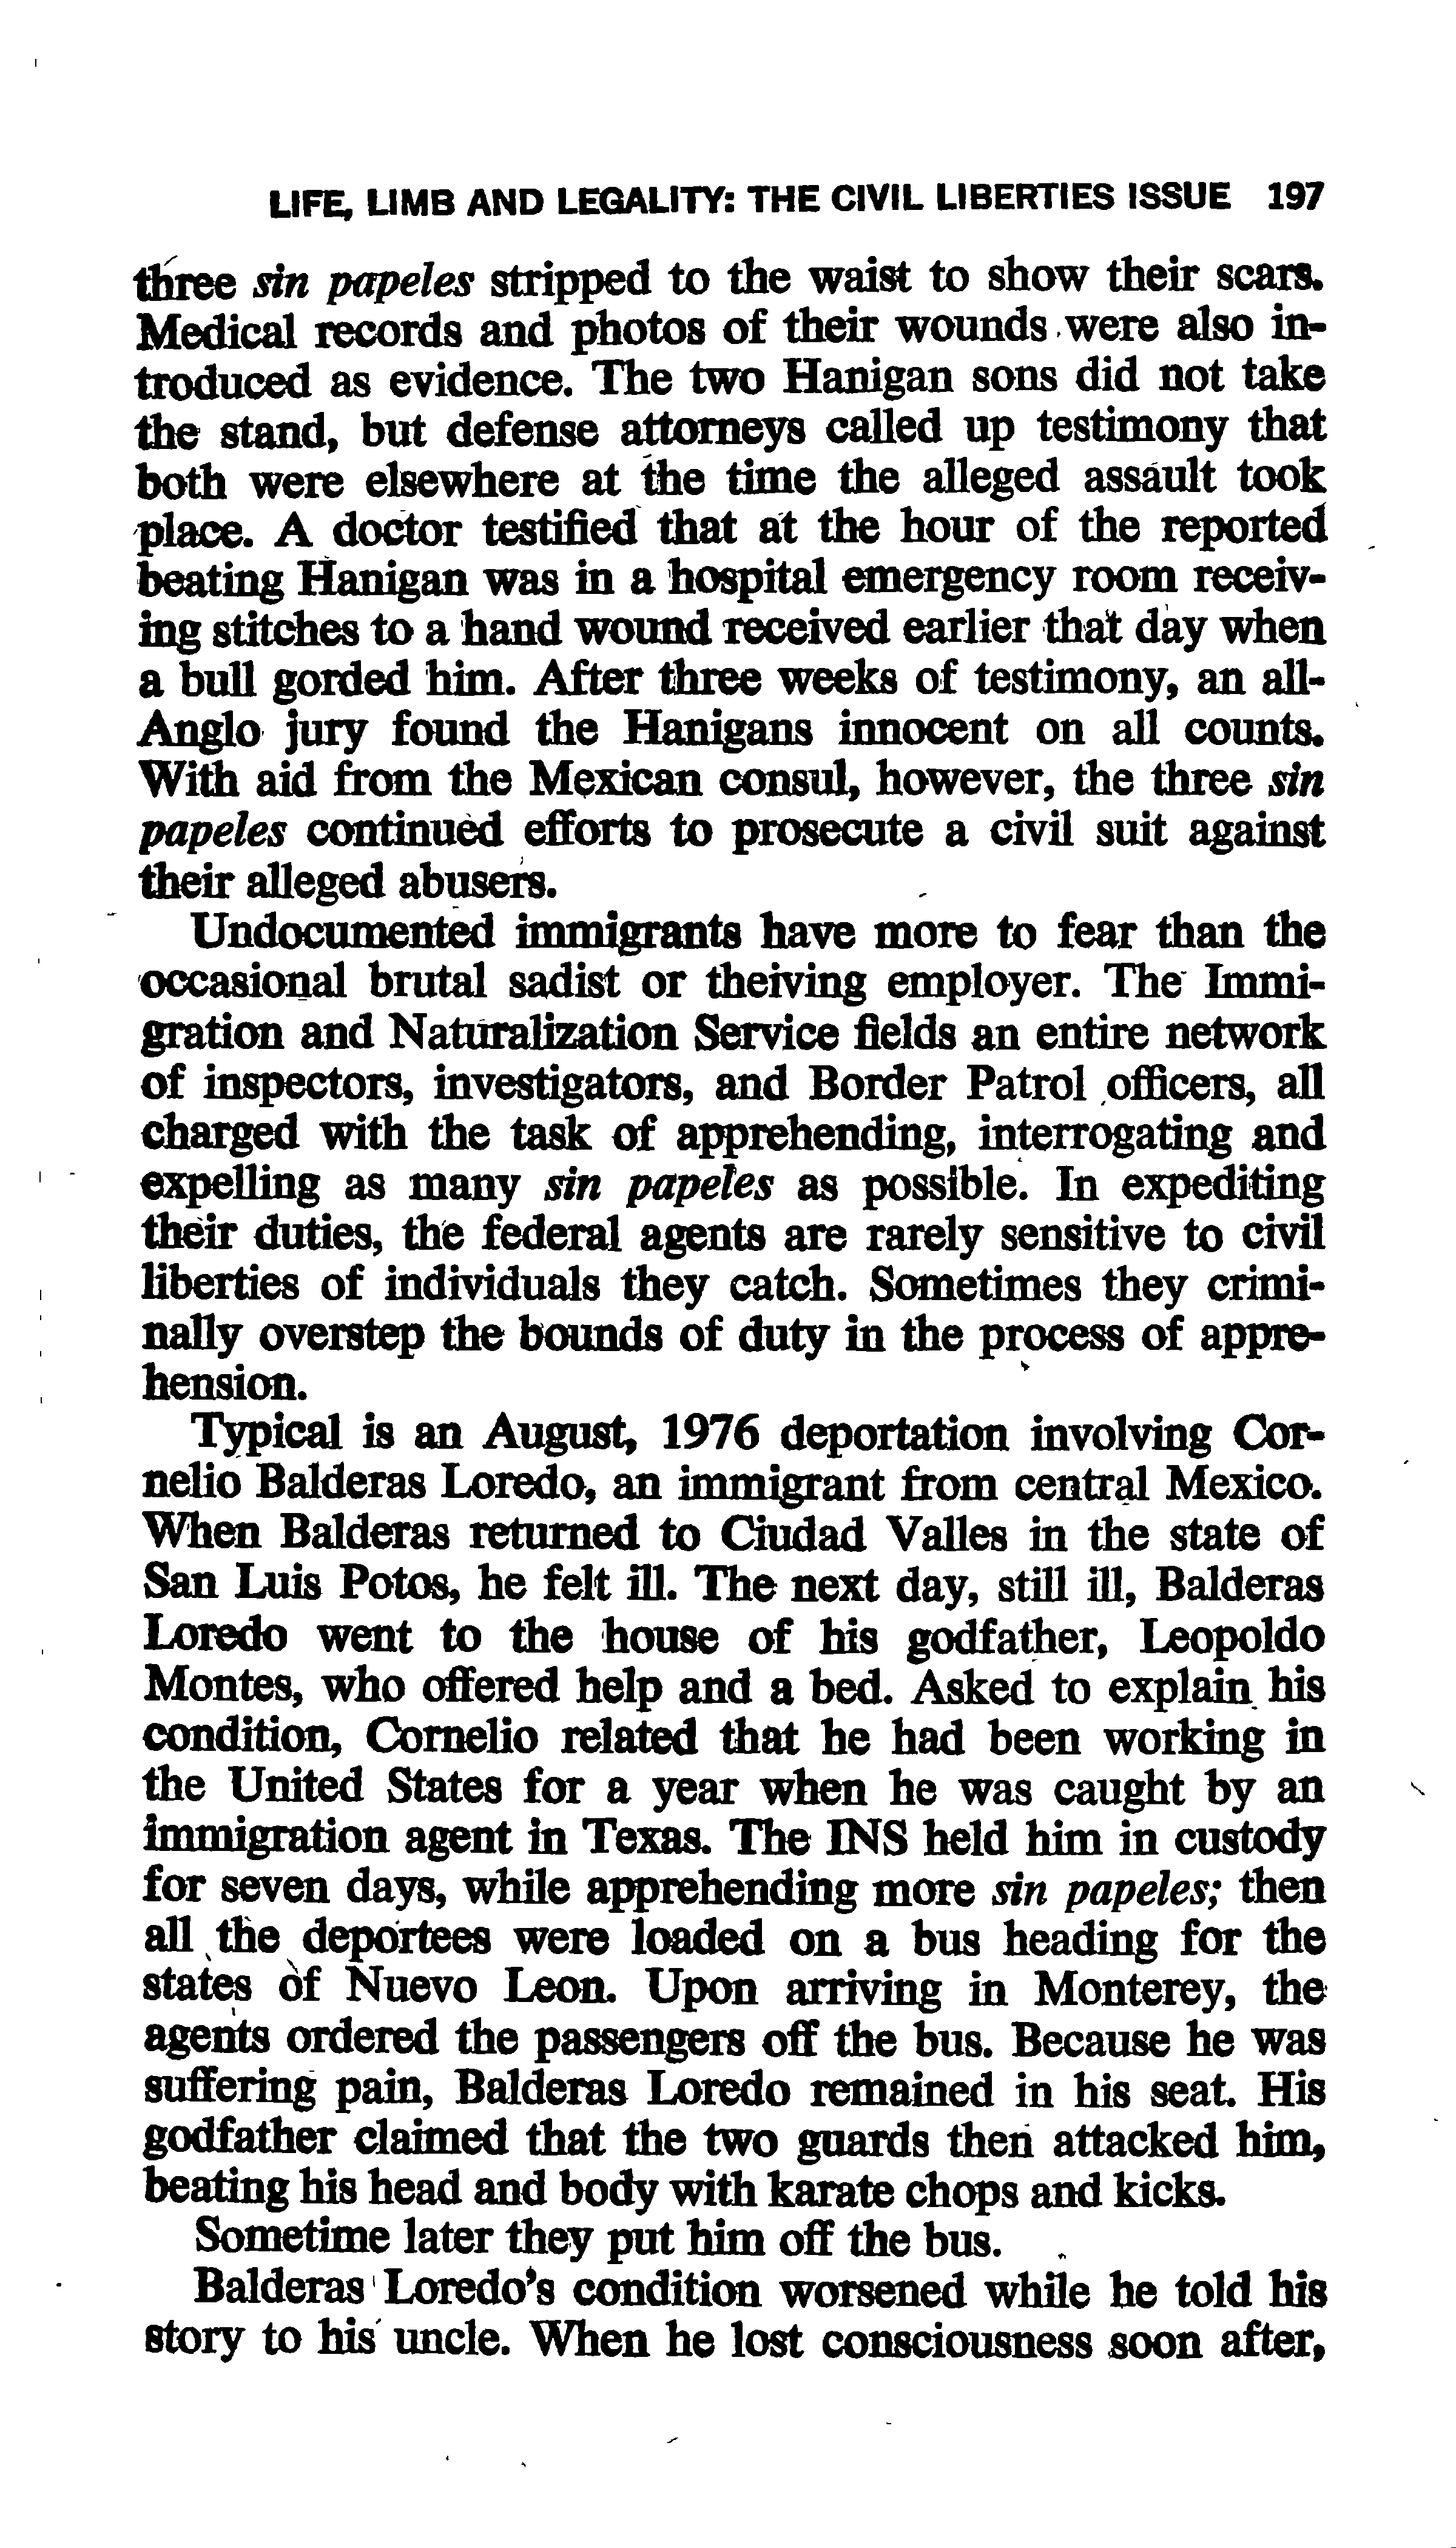 LIFE, LIMB AND LEGALITY: THE CIVIL LIBERTIES ISSUE 197
three sin papeles stripped to the waist to show their scars.
Medical records and photos of their wounds were also in-
troduced as evidence. The two Hanigan sons did not take
the stand, but defense attorneys called up testimony that
both were elsewhere at the time the alleged assault took
place. A doctor testified that at the hour of the reported
beating Hanigan was in a hospital emergency room receiv-
ing stitches to a hand wound received earlier that day when
a bull gorded him. After three weeks of testimony, an all-
Anglo jury found the Hanigans innocent on all counts.
With aid from the Mexican consul, however, the three sin
papeles continued efforts to prosecute a civil suit against
their alleged abusers.
Undocumented immigrants have more to fear than the
occasional brutal sadist or theiving employer. The Immi-
gration and Naturalization Service fields an entire network
of inspectors, investigators, and Border Patrol officers, all
charged with the task of apprehending, interrogating and
expelling as many sin papeles as possible. In expediting
their duties, the federal agents are rarely sensitive to civil
liberties of individuals they catch. Sometimes they crimi-
nally overstep the bounds of duty in the process of appre-
hension.
Typical is an August, 1976 deportation involving Cor-
nelio Balderas Loredo, an immigrant from central Mexico.
When Balderas returned to Ciudad Valles in the state of
San Luis Potos, he felt ill. The next day, still ill, Balderas
Loredo went to the house of his godfather, Leopoldo
Montes, who offered help and a bed. Asked to explain his
condition, Cornelio related that he had been working in
the United States for a year when he was caught by an
immigration agent in Texas. The INS held him in custody
for seven days, while apprehending more sin papeles; then
all the deportees were loaded on a bus heading for the
states of Nuevo Leon. Upon arriving in Monterey, the
agents ordered the passengers off the bus. Because he was
suffering pain, Balderas Loredo remained in his seat. His
godfather claimed that the two guards then attacked him,
beating his head and body with karate chops and kicks.
Sometime later they put him off the bus.
Balderas Loredo's condition worsened while he told his
story to his uncle. When he lost consciousness soon after,